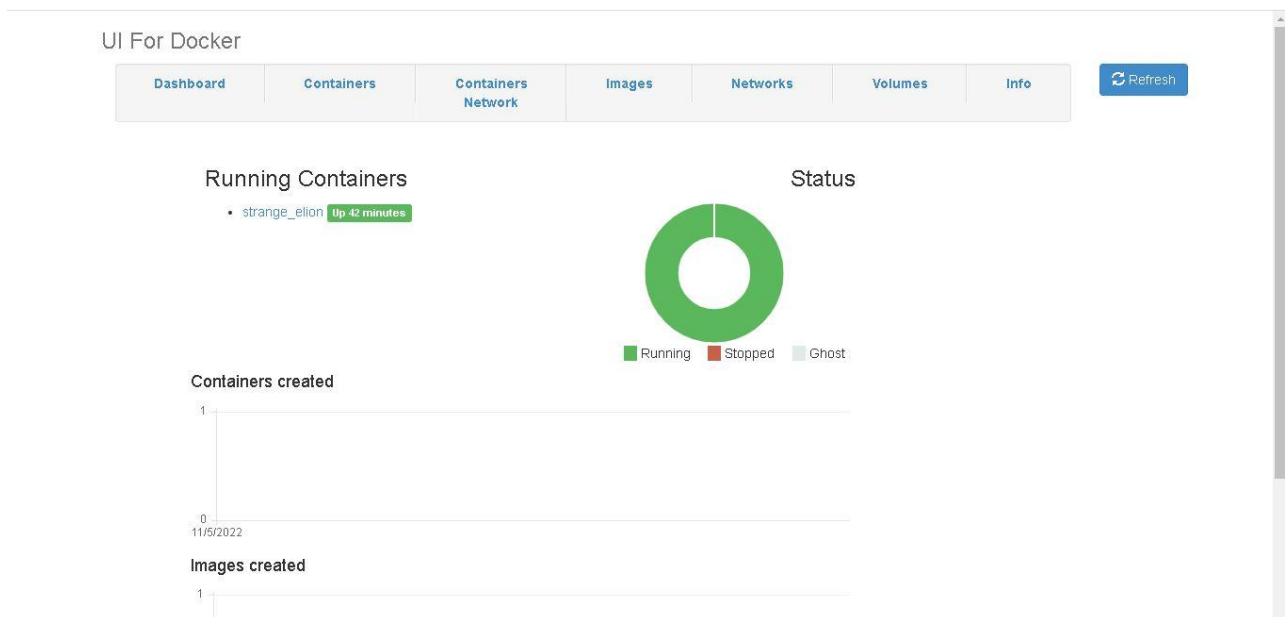 UI For Docker
Dashboard Containers Containers Network Images Networks Volumes Info Refresh
Running Containers
strange_elion Up 42 minutes
Status
Running Stopped Ghost
Containers created
1
0
11/5/2022
Images created
1